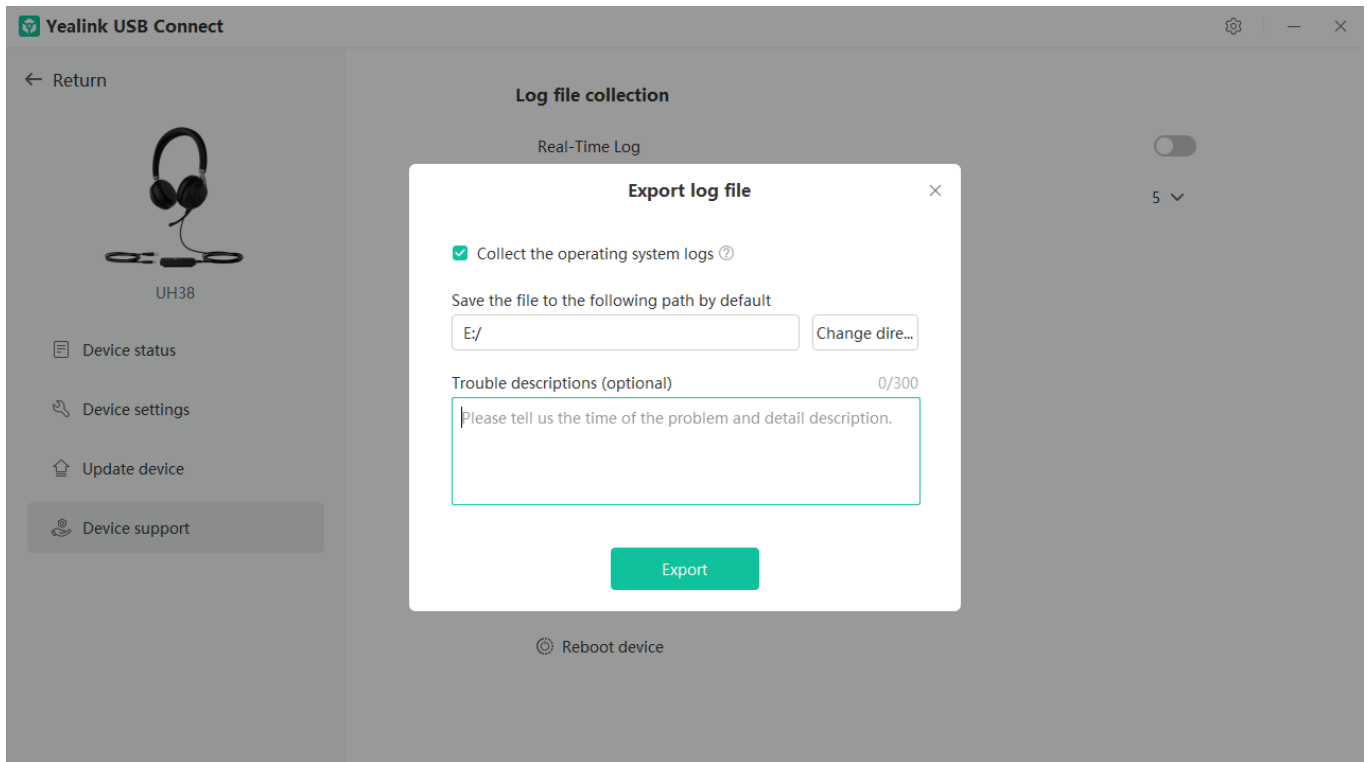 Yealink USB Connect
Return
UH38
Device status
Device settings
Update device
Device support
Log file collection
Real-Time Log
5
Export log file
Collect the operating system logs
Save the file to the following path by default
E:/
Change dire...
Trouble descriptions (optional) 0/300
Please tell us the time of the problem and detail description.
Export
Reboot device